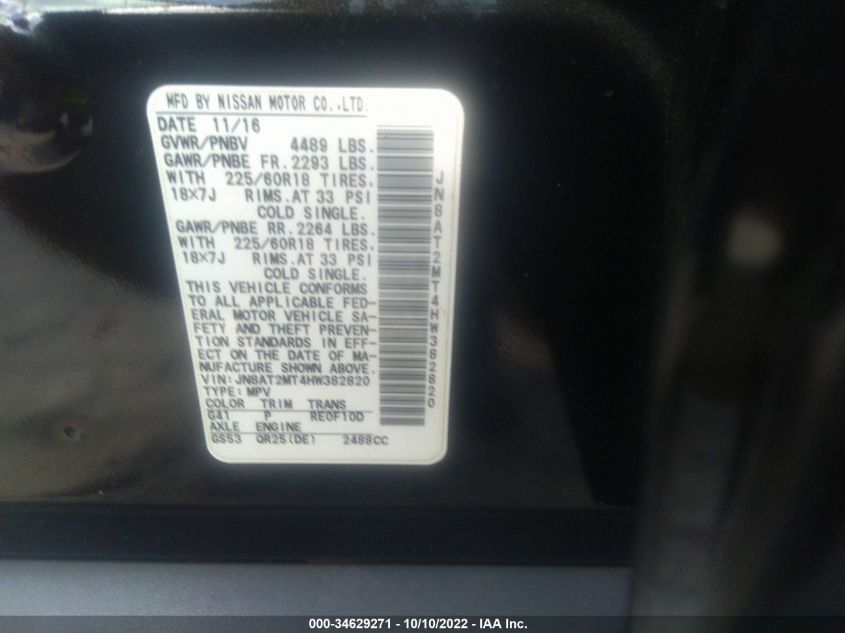 MFD BY NISSAN MOTOR CO.,LTD.
DATE 11/16
GVWR/PNBV 4489 LBS.
GAWR/PNBE FR.2293 LBS.
WITH 225/60R18 TIRES.
18X7J RIMS.AT 33 PSI
COLD SINGLE.
GAWR/PNBE RR.2264 LBS.
WITH 225/60R18 TIRES.
18X7J RIMS.AT 33 PSI
COLD SINGLE.
THIS VEHICLE CONFORMS
TO ALL APPLICABLE FED-
ERAL MOTOR VEHICLE SA-
FETY AND THEFT PREVEN-
TION STANDARDS IN EFF-
ECT ON THE DATE OF MA-
NUFACTURE SHOWN ABOVE.
VIN:JN8AT2MT4HW382820
TYPE:MPV
COLOR TRIM TRANS
G41 P RE0F10D
AXLE ENGINE
GS53 QR25(DE) 2488CC
JN8AT2MT4HW382820
000-34629271 - 10/10/2022 - IAA Inc.